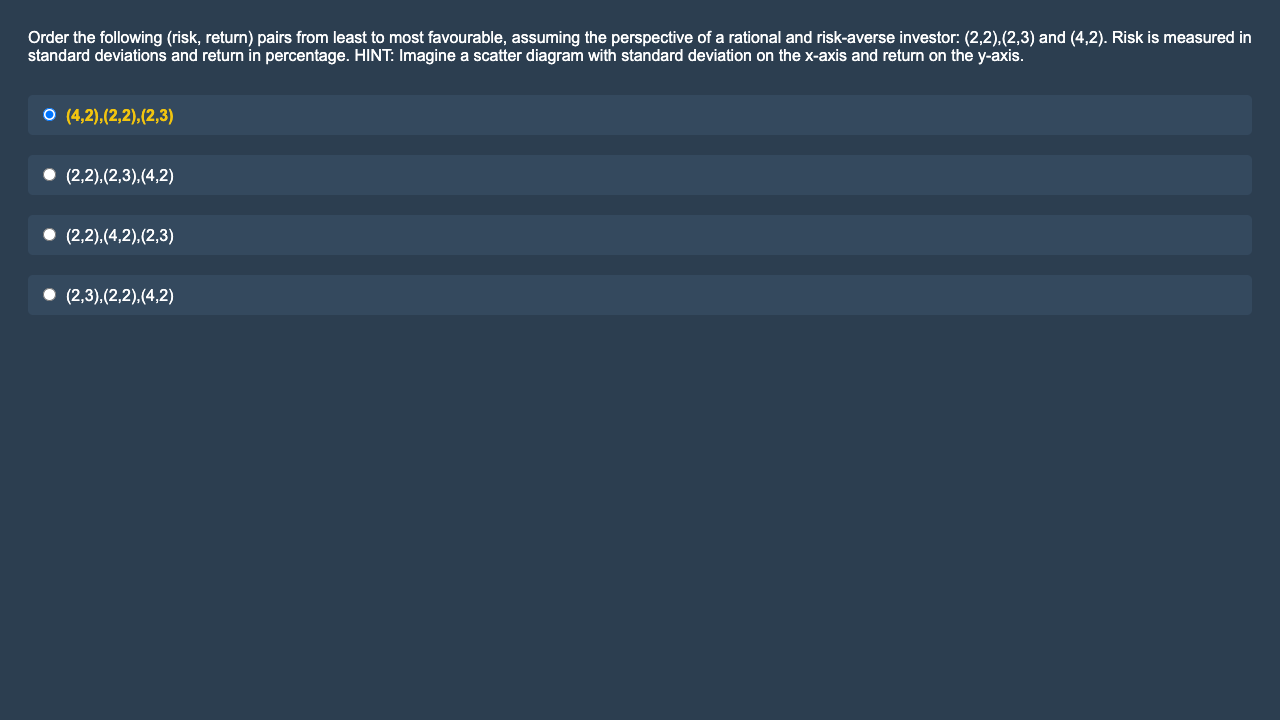 Order the following (risk, return) pairs from least to most favourable, assuming the perspective of a rational and risk-averse investor: (2,2),(2,3) and (4,2). Risk is measured in
standard deviations and return in percentage. HINT: Imagine a scatter diagram with standard deviation on the x-axis and return on the y-axis.
(4,2),(2,2),(2,3)
(2,2),(2,3),(4,2)
(2,2),(4,2),(2,3)
(2,3),(2,2),(4,2)